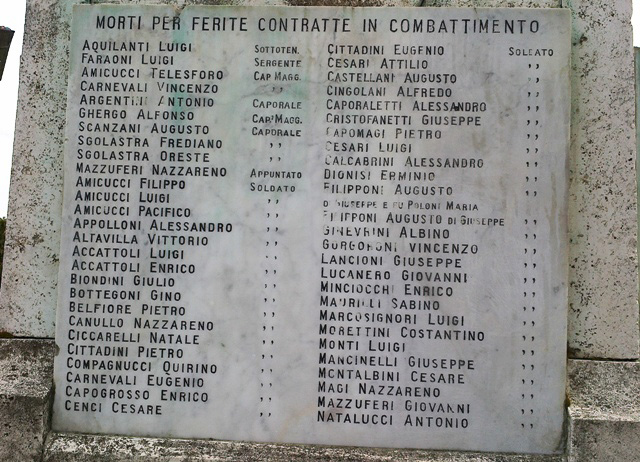 MORTI PER FERITE CONTRATTE IN COMBATTIMENTO
AQUILANTI LUIGI SOTTOTEN.
FARAONI LUIGI SERGENTE
AMICUCCI TELESFORO CAP. MAGG.
CARNEVALI VINCENZO ,,
ARGENTINI ANTONIO CAPORALE
GHERGO ALFONSO CAP. MAGG.
SCANZANI AUGUSTO CAPORALE
SGOLASTRA FREDIANO ,,
SGOLASTRA ORESTE ,,
MAZZUFERI NAZZARENO APPUNTATO
AMICUCCI FILIPPO SOLDATO
AMICUCCI LUIGI ,,
AMICUCCI PACIFICO ,,
APPOLLONI ALESSANDRO ,,
ALTAVILLA VITTORIO ,,
ACCATTOLI LUIGI ,,
ACCATTOLI ENRICO ,,
BIONDINI GIULIO ,,
BOTTEGONI GINO ,,
BELFIORE PIETRO ,,
CANULLO NAZZARENO ,,
CICCARELLI NATALE ,,
CITTADINI PIETRO ,,
COMPAGNUCCI QUIRINO ,,
CARNEVALI EUGENIO ,,
CAPOGROSSO ENRICO ,,
CENCI CESARE ,,
CITTADINI EUGENIO SOLDATO
CESARI ATTILIO ,,
CASTELLANI AUGUSTO ,,
CINGOLANI ALFREDO ,,
CAPORALETTI ALESSANDRO ,,
CRISTOFANETTI GIUSEPPE ,,
CAPOMAGI PIETRO ,,
CESARI LUIGI ,,
CALCABRINI ALESSANDRO ,,
DIONISI ERMINIO ,,
FILIPPONI AUGUSTO ,,
DI GIUSEPPE E FU POLONI MARIA
FILIPPONI AUGUSTO DI GIUSEPPE ,,
GINEVRINI ALBINO ,,
GORGORONI VINCENZO ,,
LANCIONI GIUSEPPE ,,
LUCANERO GIOVANNI ,,
MINCIOCCHI ENRICO ,,
MAURILLI SABINO ,,
MARCOSIGNORI LUIGI ,,
MORETTINI COSTANTINO ,,
MONTI LUIGI ,,
MANCINELLI GIUSEPPE ,,
MONTALBINI CESARE ,,
MAGI NAZZARENO ,,
MAZZUFERI GIOVANNI ,,
NATALUCCI ANTONIO ,,